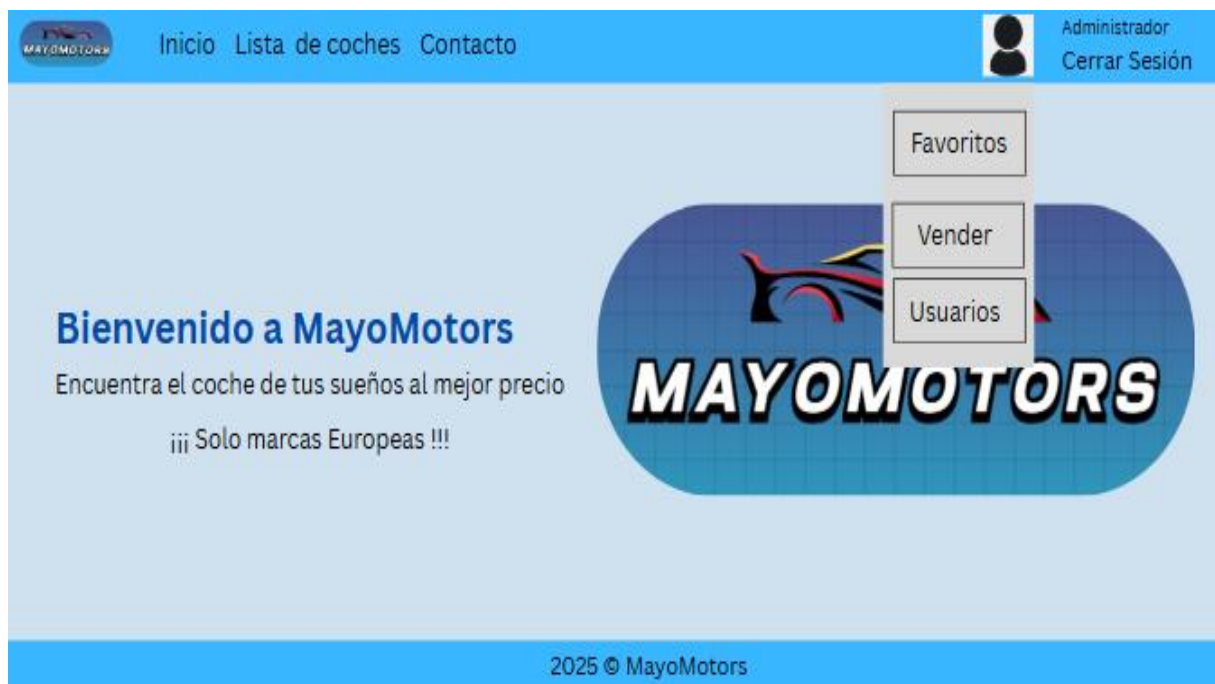 MAYOMOTORS
Inicio Lista de coches Contacto
Administrador
Cerrar Sesión
Favoritos
Vender
Usuarios
Bienvenido a MayoMotors
Encuentra el coche de tus sueños al mejor precio
¡¡¡ Solo marcas Europeas !!!
MAYOMOTORS
2025 © MayoMotors